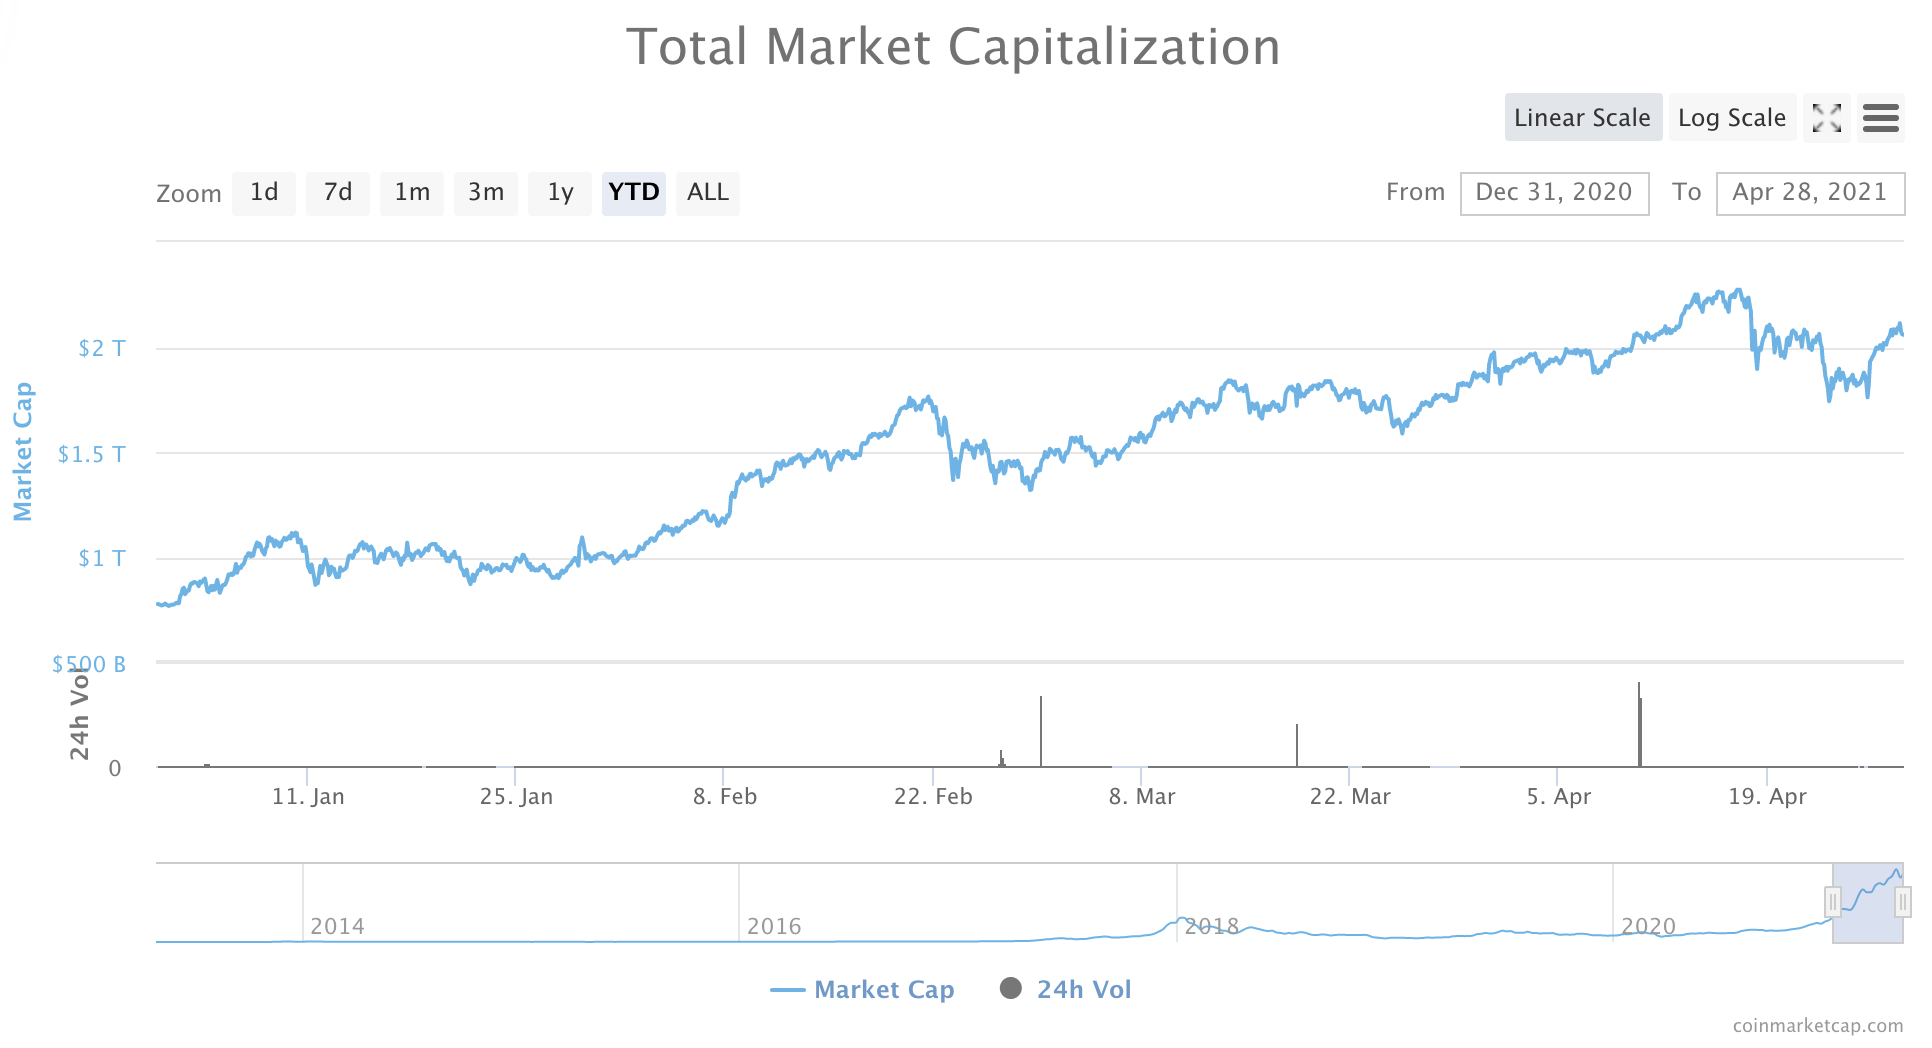 Total Market Capitalization
Linear Scale Log Scale
Zoom 1d 7d 1m 3m 1y YTD ALL From Dec 31, 2020 To Apr 28, 2021
Market Cap
$2 T
$1.5 T
$1 T
$500 B
24h Vol
0
11. Jan 25. Jan 8. Feb 22. Feb 8. Mar 22. Mar 5. Apr 19. Apr
2014 2016 2018 2020
Market Cap 24h Vol
coinmarketcap.com